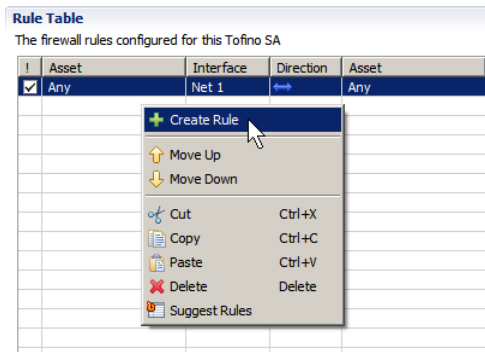 Rule Table
The firewall rules configured for this Tofino SA
! Asset Interface Direction Asset
Any Net 1 Any
Create Rule
Move Up
Move Down
Cut Ctrl+X
Copy Ctrl+C
Paste Ctrl+V
Delete Delete
Suggest Rules